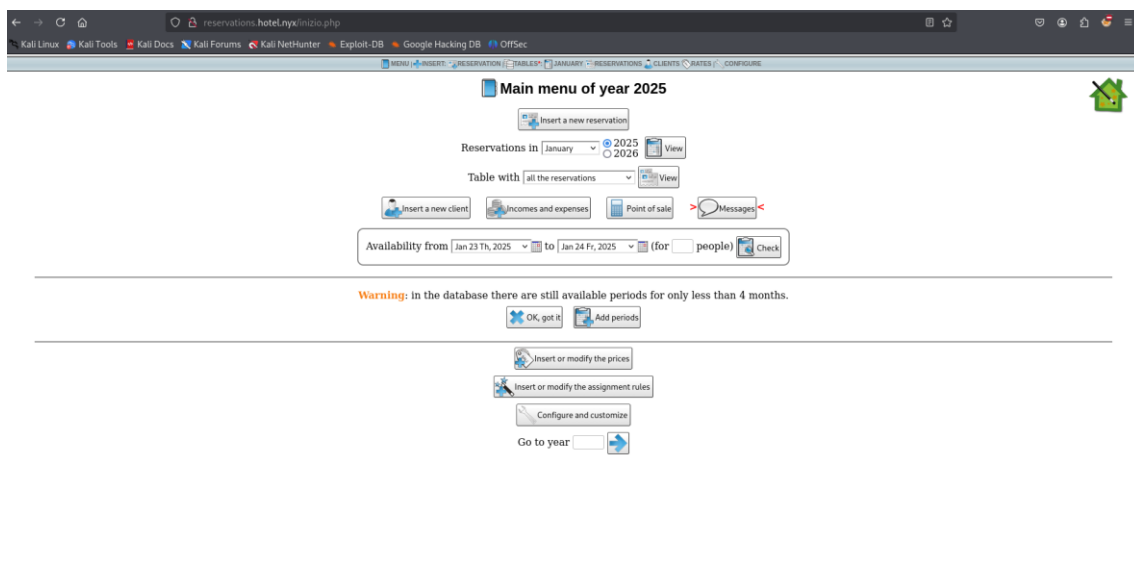 reservations.hotel.nyx/inizio.php
Kali Linux Kali Tools Kali Docs Kali Forums Kali NetHunter Exploit-DB Google Hacking DB OffSec
MENU | INSERT: RESERVATION | TABLES*: JANUARY RESERVATIONS CLIENTS RATES | CONFIGURE
Main menu of year 2025
Insert a new reservation
Reservations in January 2025 2026 View
Table with all the reservations View
Insert a new client Incomes and expenses Point of sale > Messages <
Availability from Jan 23 Th, 2025 to Jan 24 Fr, 2025 (for people) Check
Warning: in the database there are still available periods for only less than 4 months.
OK, got it Add periods
Insert or modify the prices
Insert or modify the assignment rules
Configure and customize
Go to year